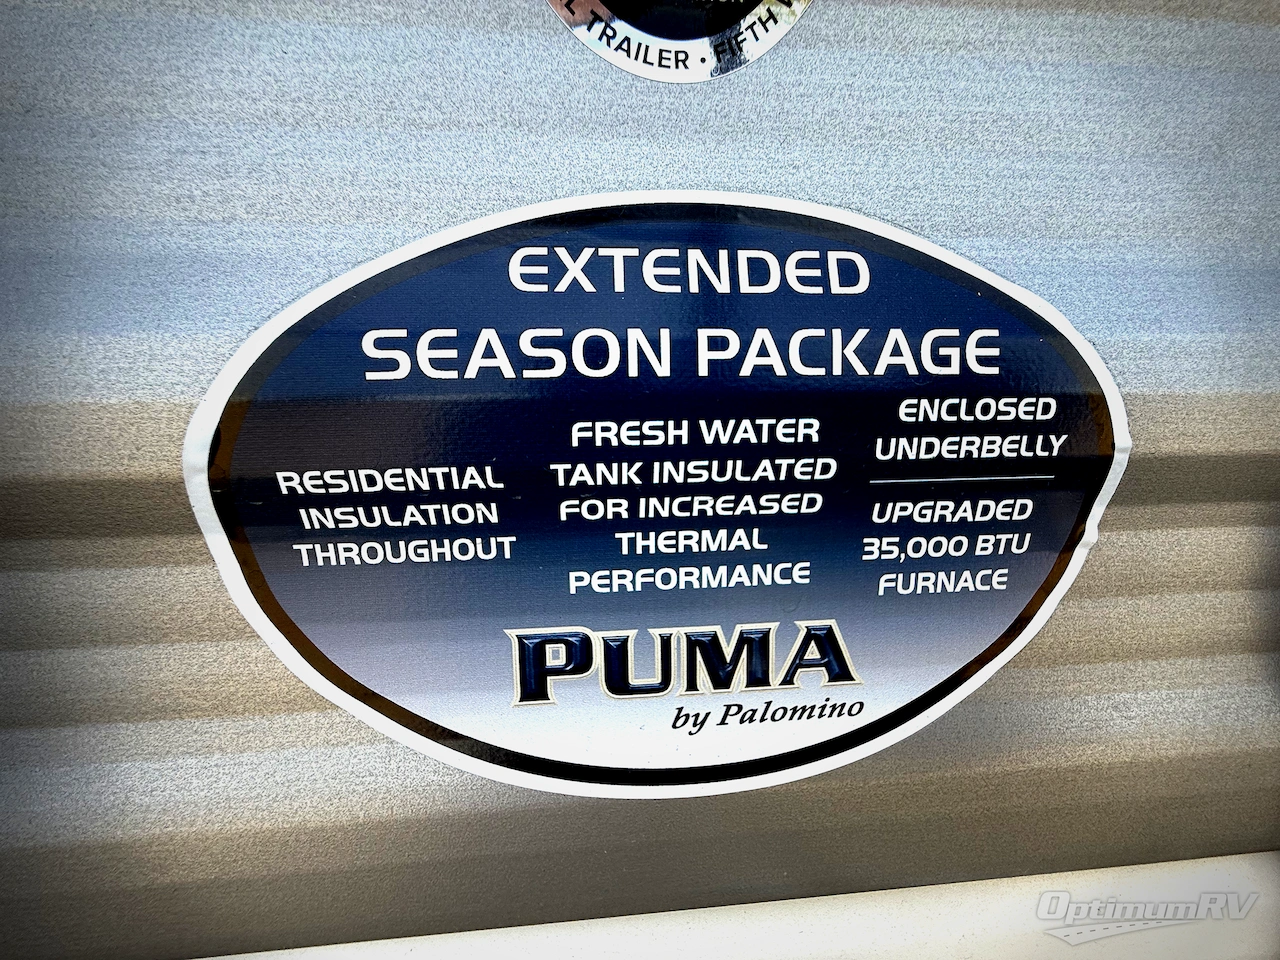 TRAILER • FIFTH
EXTENDED
SEASON PACKAGE
RESIDENTIAL
INSULATION
THROUGHOUT
FRESH WATER
TANK INSULATED
FOR INCREASED
THERMAL
PERFORMANCE
ENCLOSED
UNDERBELLY
UPGRADED
35,000 BTU
FURNACE
PUMA
by Palomino
OptimumRV